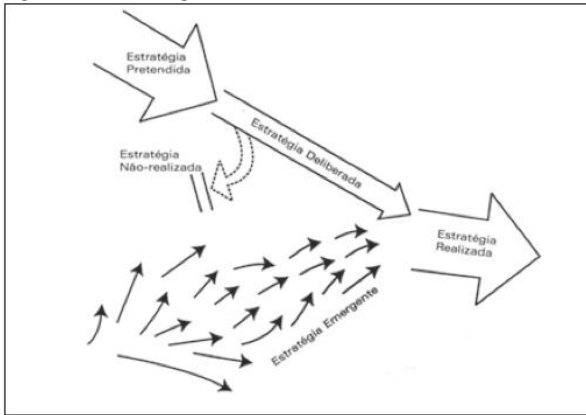 Estratégia
Pretendida
Estratégia Deliberada
Estratégia
Não-realizada
Estratégia
Realizada
Estratégia Emergente